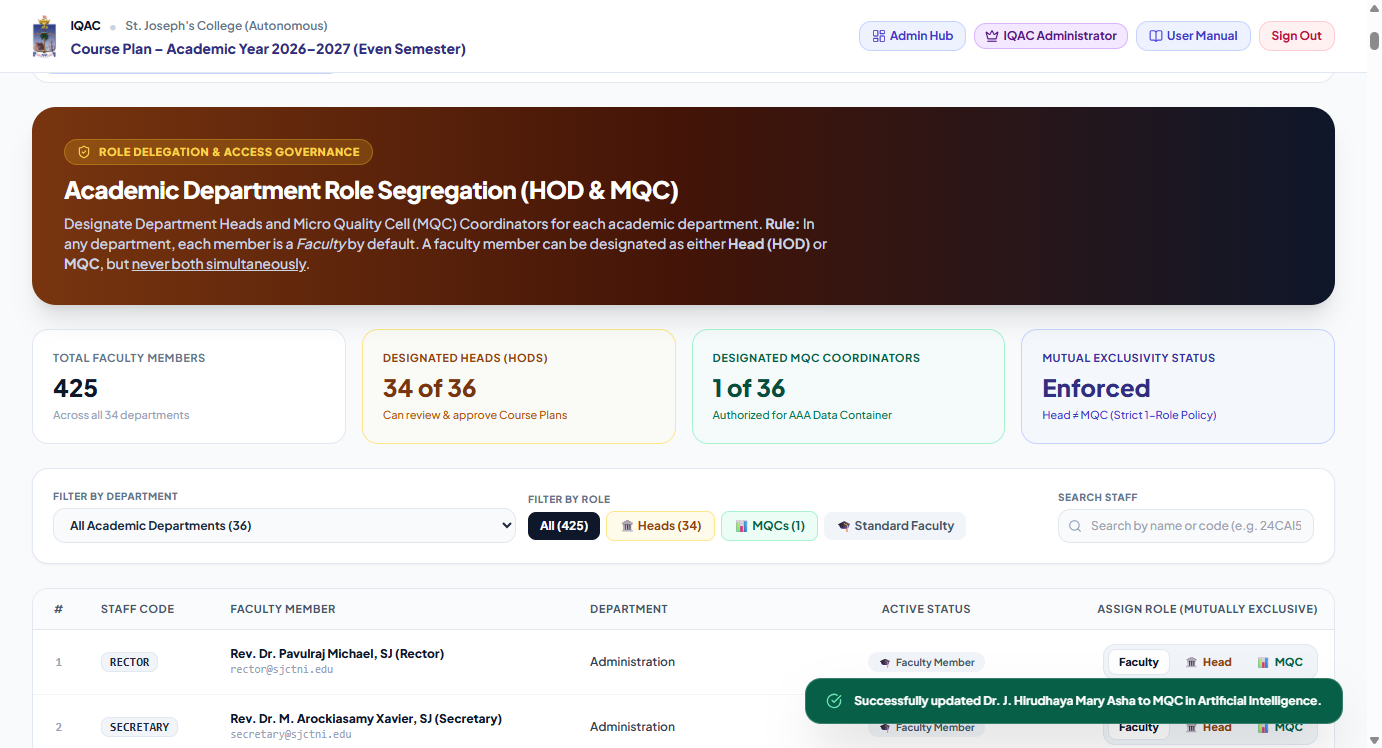 IQAC St. Joseph's College (Autonomous)
Course Plan – Academic Year 2026–2027 (Even Semester)
Admin Hub
IQAC Administrator
User Manual
Sign Out
ROLE DELEGATION & ACCESS GOVERNANCE
Academic Department Role Segregation (HOD & MQC)
Designate Department Heads and Micro Quality Cell (MQC) Coordinators for each academic department. Rule: In
any department, each member is a Faculty by default. A faculty member can be designated as either Head (HOD) or
MQC, but never both simultaneously.
TOTAL FACULTY MEMBERS
425
Across all 34 departments
DESIGNATED HEADS (HODS)
34 of 36
Can review & approve Course Plans
DESIGNATED MQC COORDINATORS
1 of 36
Authorized for AAA Data Container
MUTUAL EXCLUSIVITY STATUS
Enforced
Head ≠ MQC (Strict 1-Role Policy)
FILTER BY DEPARTMENT
All Academic Departments (36)
FILTER BY ROLE
All (425)
Heads (34)
MQCs (1)
Standard Faculty
SEARCH STAFF
Search by name or code (e.g. 24CAI5
# STAFF CODE FACULTY MEMBER DEPARTMENT ACTIVE STATUS ASSIGN ROLE (MUTUALLY EXCLUSIVE)
1 RECTOR Rev. Dr. Pavulraj Michael, SJ (Rector) Administration Faculty Member Faculty Head MQC
rector@sjctni.edu
Successfully updated Dr. J. Hirudhaya Mary Asha to MQC in Artificial Intelligence.
2 SECRETARY Rev. Dr. M. Arockiasamy Xavier, SJ (Secretary) Administration Faculty Member Faculty Head MQC
secretary@sjctni.edu